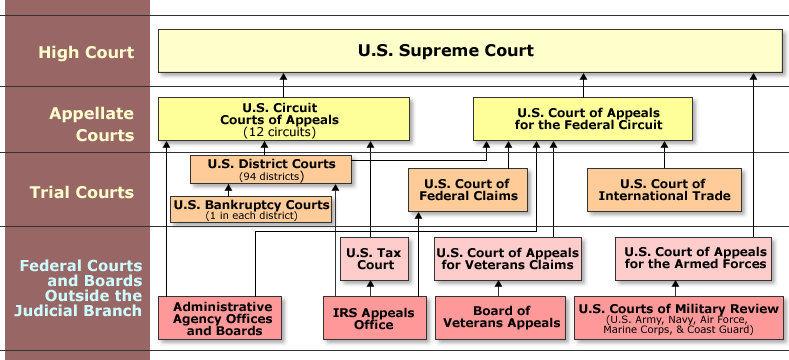 High Court
U.S. Supreme Court
Appellate
Courts
U.S. Circuit
Courts of Appeals
(12 circuits)
U.S. Court of Appeals
for the Federal Circuit
Trial Courts
U.S. District Courts
(94 districts)
U.S. Bankruptcy Courts
(1 in each district)
U.S. Court of
Federal Claims
U.S. Court of
International Trade
Federal Courts
and Boards
Outside the
Judicial Branch
U.S. Tax
Court
U.S. Court of Appeals
for Veterans Claims
U.S. Court of Appeals
for the Armed Forces
Administrative
Agency Offices
and Boards
IRS Appeals
Office
Board of
Veterans Appeals
U.S. Courts of Military Review
(U.S. Army, Navy, Air Force,
Marine Corps, & Coast Guard)